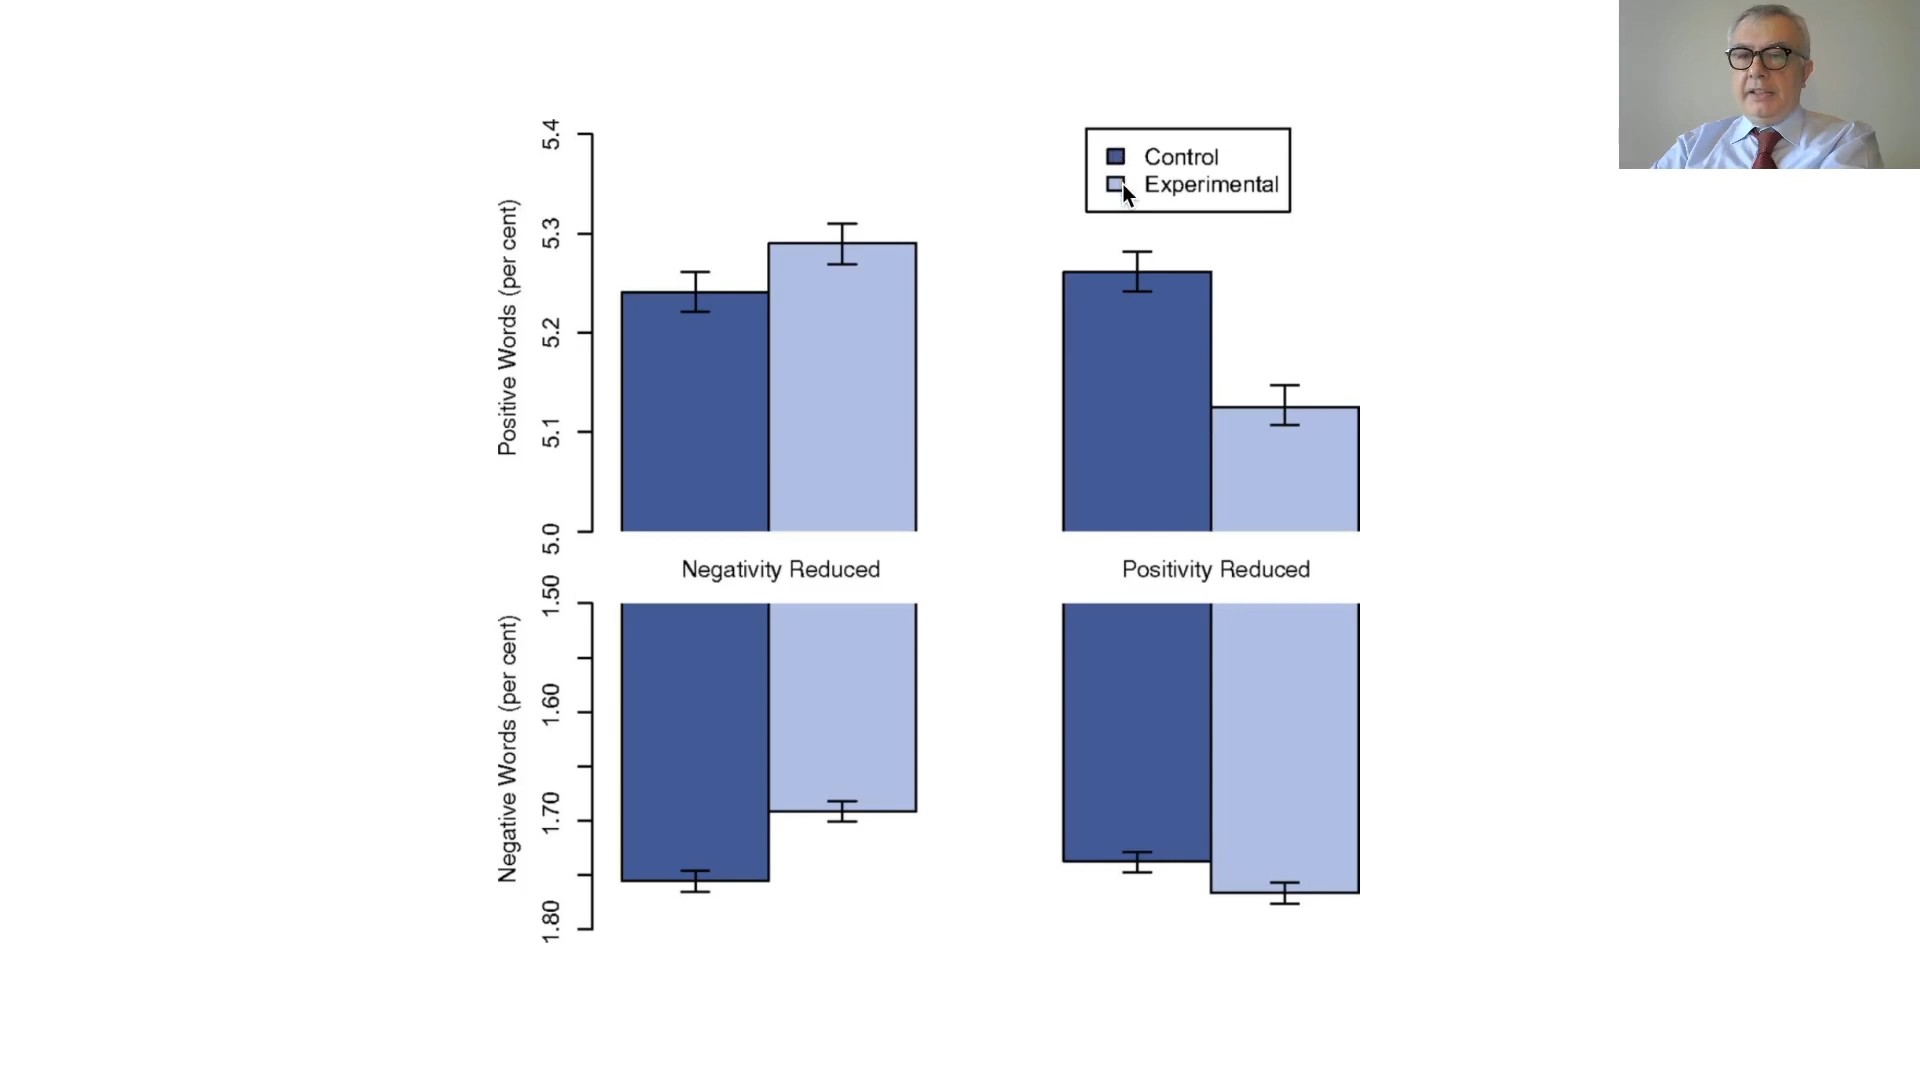 Control
Experimental
Positive Words (per cent)
5.4
5.3
5.2
5.1
5.0
Negativity Reduced
Positivity Reduced
Negative Words (per cent)
1.50
1.60
1.70
1.80